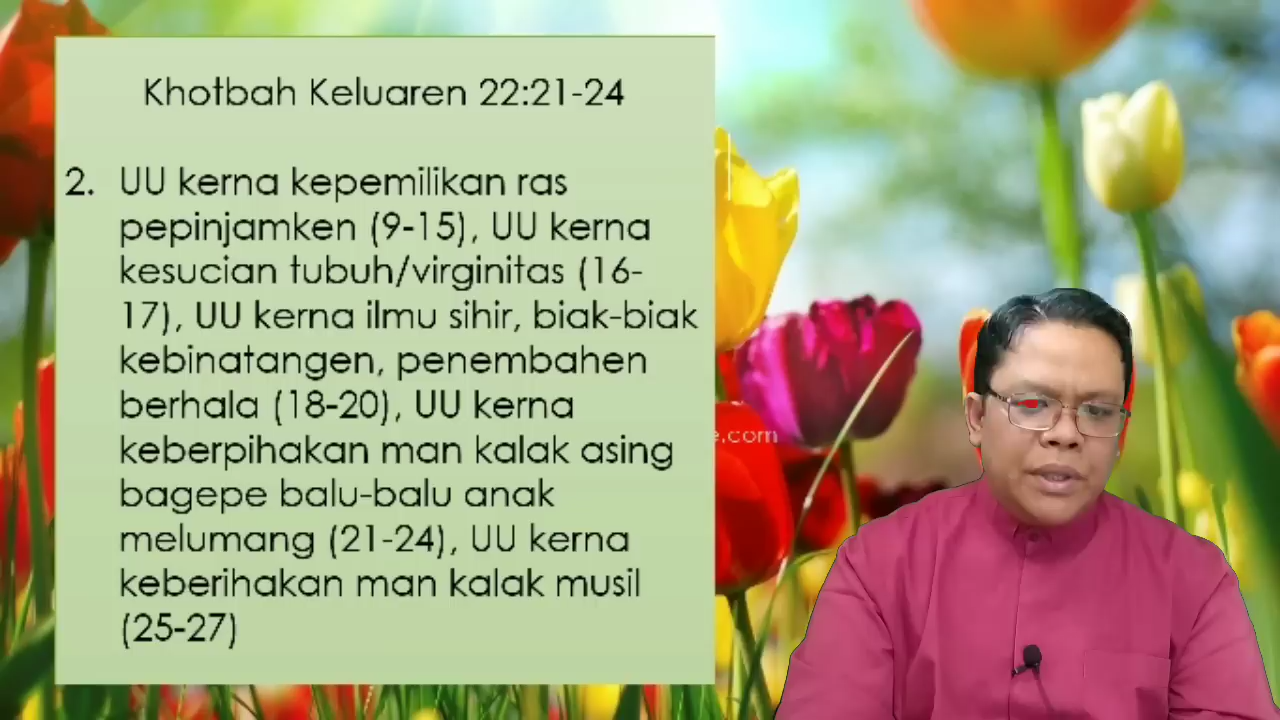 Khotbah Keluaren 22:21-24
2. UU kerna kepemilikan ras
pepinjamken (9-15), UU kerna
kesucian tubuh/virginitas (16-
17), UU kerna ilmu sihir, biak-biak
kebinatangen, penembahen
berhala (18-20), UU kerna
keberpihakan man kalak asing
bagepe balu-balu anak
melumang (21-24), UU kerna
keberihakan man kalak musil
(25-27)
.com